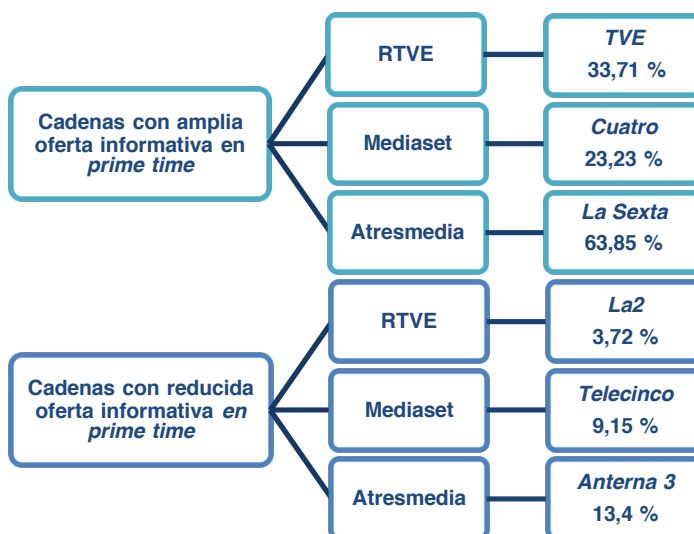 Cadenas con amplia
oferta informativa en
prime time
RTVE
TVE
33,71 %
Mediaset
Cuatro
23,23 %
Atresmedia
La Sexta
63,85 %
Cadenas con reducida
oferta informativa en
prime time
RTVE
La2
3,72 %
Mediaset
Telecinco
9,15 %
Atresmedia
Anterna 3
13,4 %